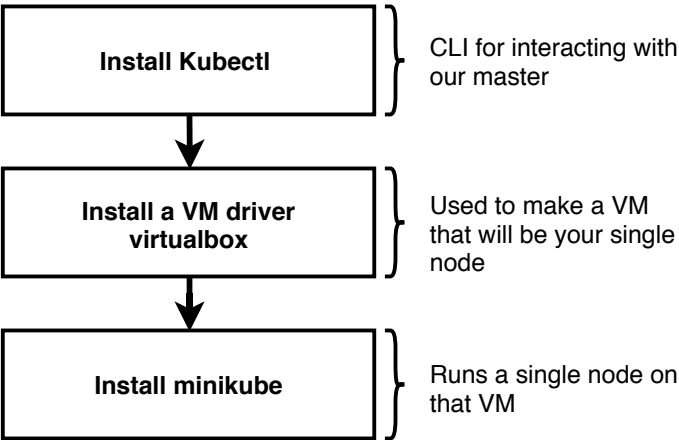 Install Kubectl
CLI for interacting with
our master
Install a VM driver
virtualbox
Used to make a VM
that will be your single
node
Install minikube
Runs a single node on
that VM